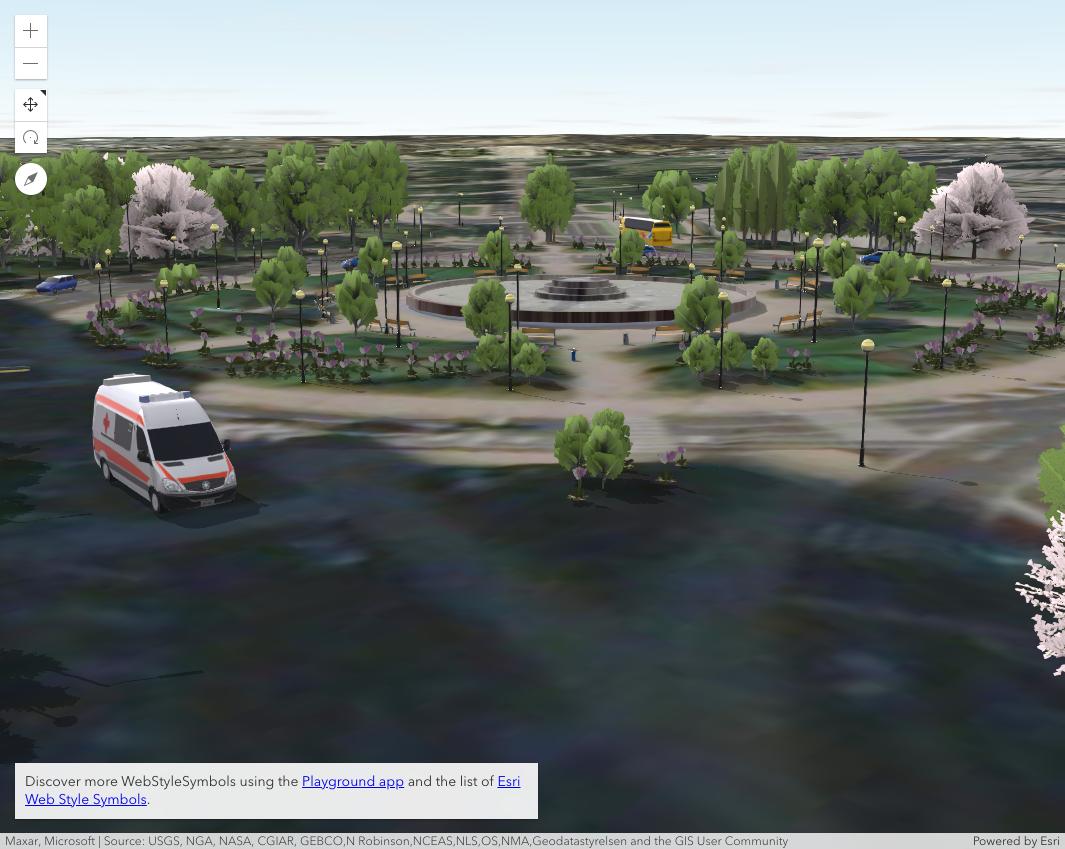 Discover more WebStyleSymbols using the Playground app and the list of Esri
Web Style Symbols.
Maxar, Microsoft | Source: USGS, NGA, NASA, CGIAR, GEBCO,N Robinson,NCEAS,NLS,OS,NMA,Geodatastyrelsen and the GIS User Community
Powered by Esri